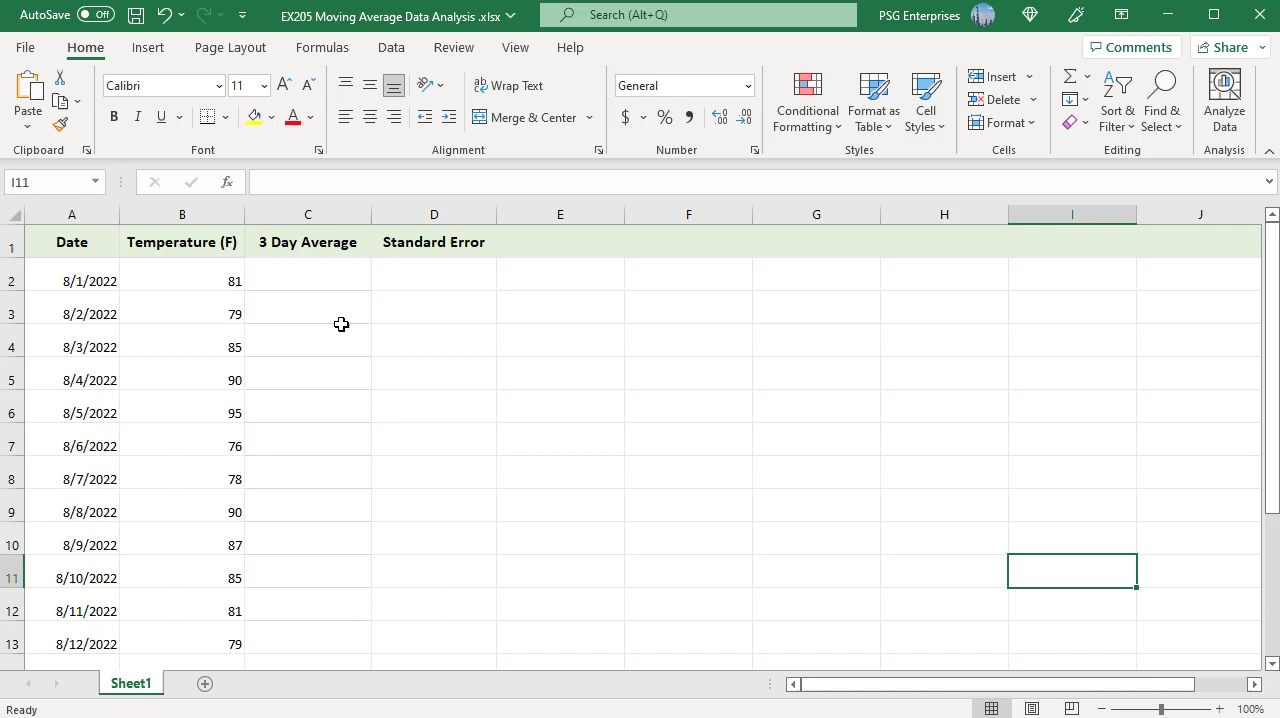 AutoSave Off EX205 Moving Average Data Analysis .xlsx Search (Alt+Q) PSG Enterprises
File Home Insert Page Layout Formulas Data Review View Help Comments Share
Paste Calibri 11 Wrap Text General Conditional Formatting Format as Table Cell Styles Insert Sort & Filter Find & Select Analyze Data
B I U Merge & Center $ % Delete
Format
Clipboard Font Alignment Number Styles Cells Editing Analysis
I11 fx
A B C D E F G H I J
1 Date Temperature (F) 3 Day Average Standard Error
2 8/1/2022 81
3 8/2/2022 79
4 8/3/2022 85
5 8/4/2022 90
6 8/5/2022 95
7 8/6/2022 76
8 8/7/2022 78
9 8/8/2022 90
10 8/9/2022 87
11 8/10/2022 85
12 8/11/2022 81
13 8/12/2022 79
Sheet1
Ready 100%